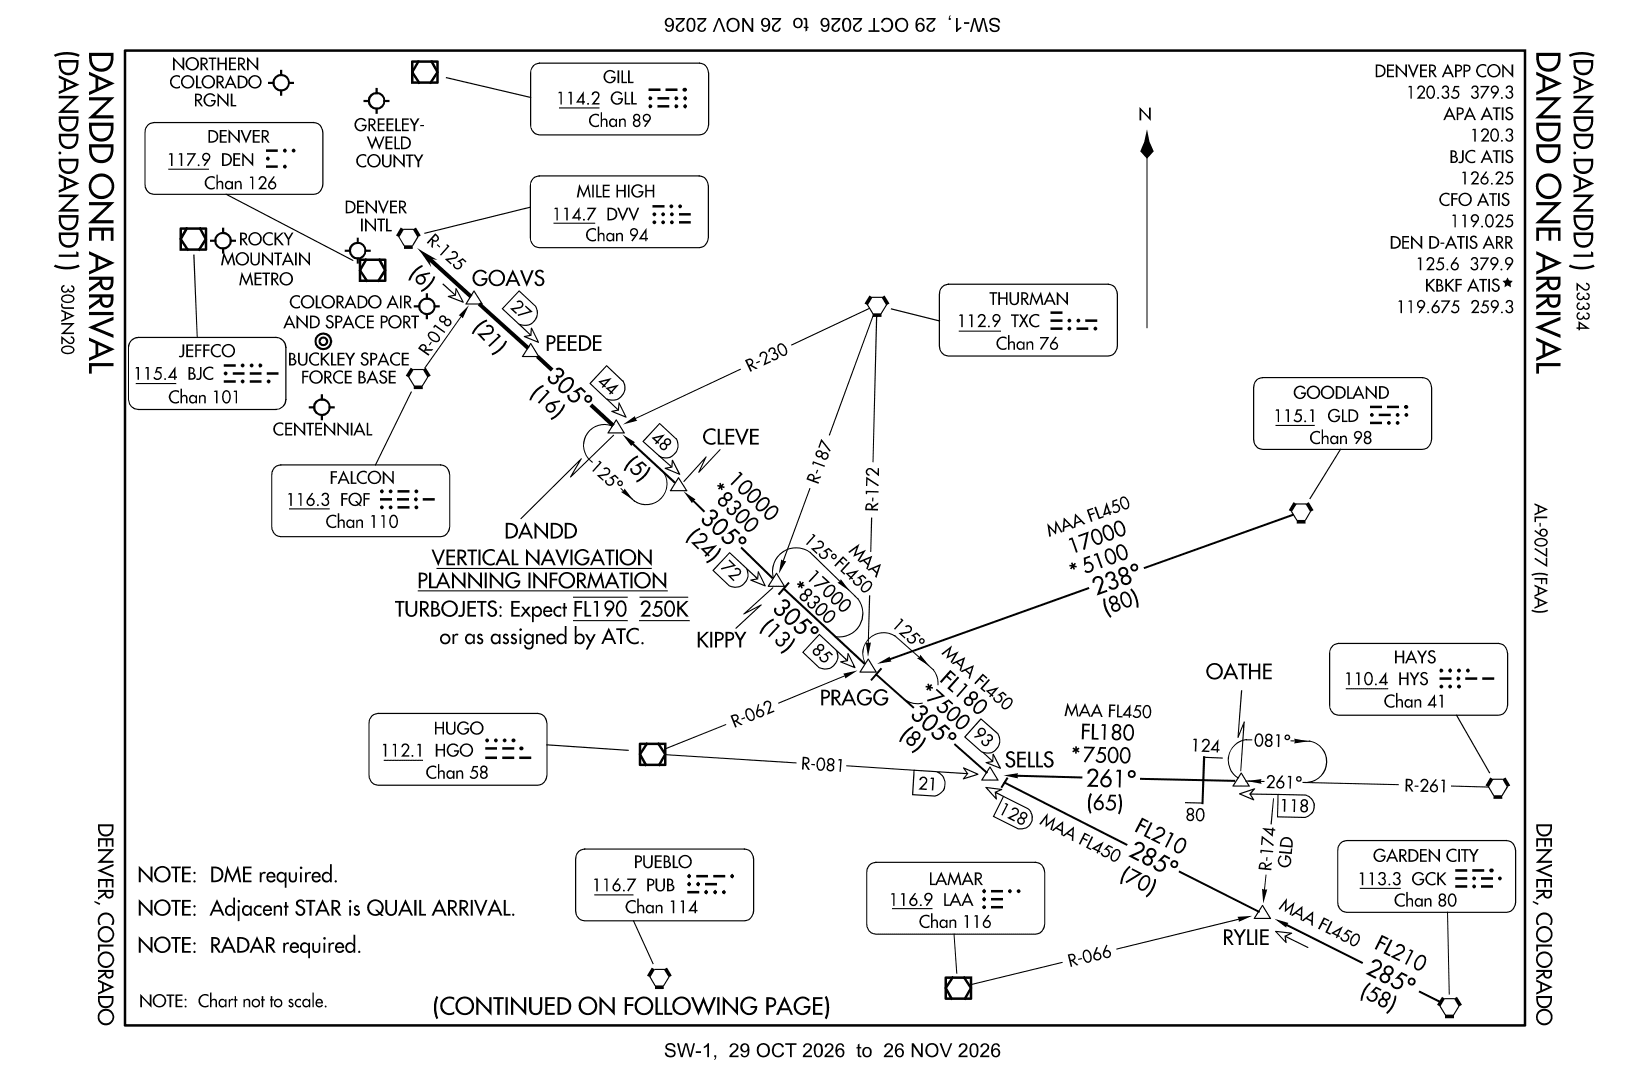 SW-1, 29 OCT 2026 to 26 NOV 2026
(DANDD.DANDD1) 30JAN20
DANDD ONE ARRIVAL
DENVER, COLORADO
(DANDD.DANDD1) 23334
DANDD ONE ARRIVAL
AL-9077 (FAA)
DENVER, COLORADO
DENVER APP CON
120.35 379.3
APA ATIS
120.3
BJC ATIS
126.25
CFO ATIS
119.025
DEN D-ATIS ARR
125.6 379.9
KBKF ATIS★
119.675 259.3
N
NORTHERN
COLORADO
RGNL
GREELEY-
WELD
COUNTY
GILL
114.2 GLL
Chan 89
DENVER
117.9 DEN
Chan 126
MILE HIGH
114.7 DVV
Chan 94
DENVER
INTL
ROCKY
MOUNTAIN
METRO
COLORADO AIR
AND SPACE PORT
BUCKLEY SPACE
FORCE BASE
CENTENNIAL
JEFFCO
115.4 BJC
Chan 101
FALCON
116.3 FQF
Chan 110
R-125
(6)
R-018
GOAVS
27
(21)
PEEDE
305°
(16)
44
THURMAN
112.9 TXC
Chan 76
R-230
R-187
R-172
48
CLEVE
(5)
125°
DANDD
VERTICAL NAVIGATION
PLANNING INFORMATION
TURBOJETS: Expect FL190 250K
or as assigned by ATC.
10000
*8300
305°
(24)
72
KIPPY
125°
MAA
FL450
17000
*8300
305°
(13)
85
PRAGG
125°
GOODLAND
115.1 GLD
Chan 98
MAA FL450
17000
*5100
238°
(80)
MAA FL450
FL180
*7500
305°
(8)
93
SELLS
HUGO
112.1 HGO
Chan 58
R-062
R-081
21
128
MAA FL450
FL180
*7500
261°
(65)
OATHE
124
80
081°
261°
118
R-261
HAYS
110.4 HYS
Chan 41
R-174
GLD
MAA FL450
FL210
285°
(70)
RYLIE
MAA FL450
FL210
285°
(58)
GARDEN CITY
113.3 GCK
Chan 80
LAMAR
116.9 LAA
Chan 116
R-066
PUEBLO
116.7 PUB
Chan 114
NOTE: DME required.
NOTE: Adjacent STAR is QUAIL ARRIVAL.
NOTE: RADAR required.
NOTE: Chart not to scale.
(CONTINUED ON FOLLOWING PAGE)
SW-1, 29 OCT 2026 to 26 NOV 2026